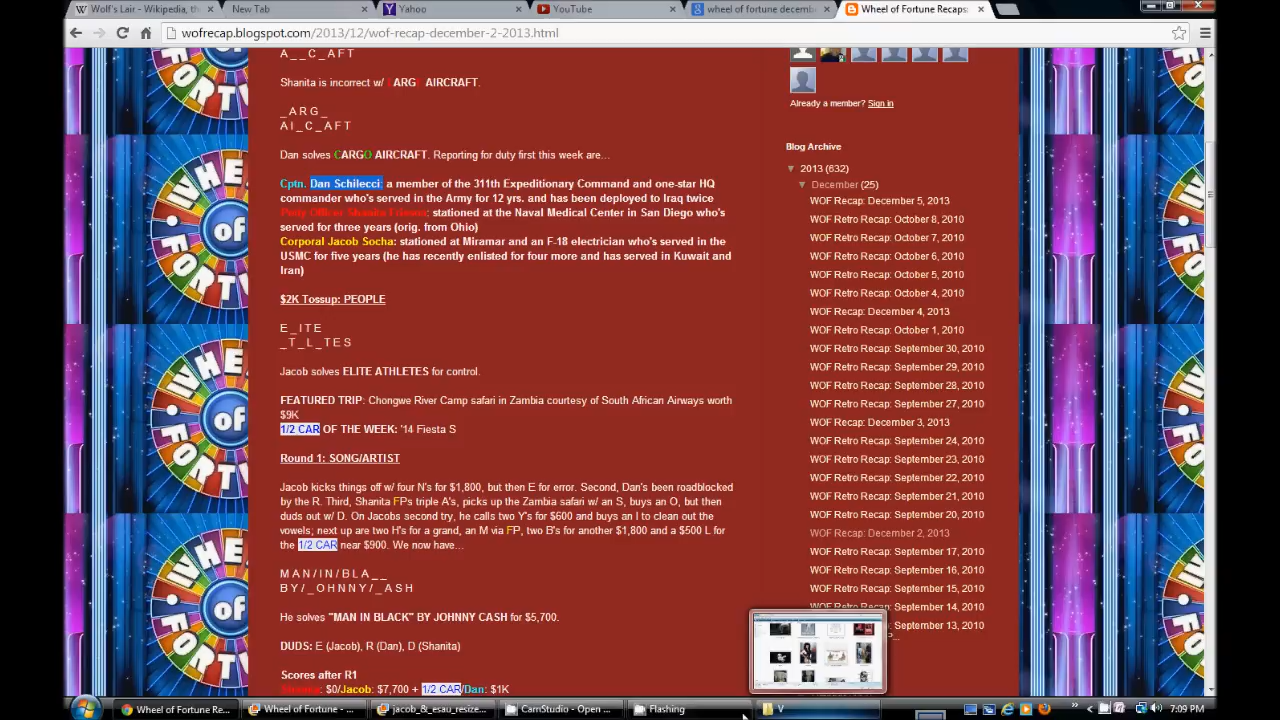 Wolf's Lair - Wikipedia, the
New Tab
Yahoo
YouTube
wheel of fortune decemb
Wheel of Fortune Recaps:
wofrecap.blogspot.com/2013/12/wof-recap-december-2-2013.html
A _ _ C _ A F T
Shanita is incorrect w/ CARGO AIRCRAFT.
_ A R G _
A I _ C _ A F T
Dan solves CARGO AIRCRAFT. Reporting for duty first this week are...
Cptn. Dan Schilecci: a member of the 311th Expeditionary Command and one-star HQ
commander who's served in the Army for 12 yrs. and has been deployed to Iraq twice
Petty Officer Shanita : stationed at the Naval Medical Center in San Diego who's
served for three years (orig. from Ohio)
Corporal Jacob Socha: stationed at Miramar and an F-18 electrician who's served in the
USMC for five years (he has recently enlisted for four more and has served in Kuwait and
Iran)
$2K Tossup: PEOPLE
E _ I T E
_ T _ L _ T E S
Jacob solves ELITE ATHLETES for control.
FEATURED TRIP: Chongwe River Camp safari in Zambia courtesy of South African Airways worth
$9K
1/2 CAR OF THE WEEK: '14 Fiesta S
Round 1: SONG/ARTIST
Jacob kicks things off w/ four N's for $1,800, but then E for error. Second, Dan's been roadblocked
by the R. Third, Shanita FPs triple A's, picks up the Zambia safari w/ an S, buys an O, but then
duds out w/ D. On Jacobs second try, he calls two Y's for $600 and buys an I to clean out the
vowels; next up are two H's for a grand, an M via FP, two B's for another $1,800 and a $500 L for
the 1/2 CAR near $900. We now have...
M A N / I N / B L A _ _
B Y / _ O H N N Y / _ A S H
He solves "MAN IN BLACK" BY JOHNNY CASH for $5,700.
DUDS: E (Jacob), R (Dan), D (Shanita)
Scores after R1
: $0/Jacob: $7,700 + 1/2 CAR/Dan: $1K
Already a member? Sign in
Blog Archive
▼ 2013 (632)
▼ December (25)
WOF Recap: December 5, 2013
WOF Retro Recap: October 8, 2010
WOF Retro Recap: October 7, 2010
WOF Retro Recap: October 6, 2010
WOF Retro Recap: October 5, 2010
WOF Retro Recap: October 4, 2010
WOF Recap: December 4, 2013
WOF Retro Recap: October 1, 2010
WOF Retro Recap: September 30, 2010
WOF Retro Recap: September 29, 2010
WOF Retro Recap: September 28, 2010
WOF Retro Recap: September 27, 2010
WOF Recap: December 3, 2013
WOF Retro Recap: September 24, 2010
WOF Retro Recap: September 23, 2010
WOF Retro Recap: September 22, 2010
WOF Retro Recap: September 21, 2010
WOF Retro Recap: September 20, 2010
WOF Recap: December 2, 2013
WOF Retro Recap: September 17, 2010
WOF Retro Recap: September 16, 2010
WOF Retro Recap: September 15, 2010
WOF Retro Recap: September 14, 2010
WOF Retro Recap: September 13, 2010
Wheel of Fortune Re...
Wheel of Fortune - ...
jacob_&_esau_resize...
CamStudio - Open ...
Flashing
V
7:09 PM